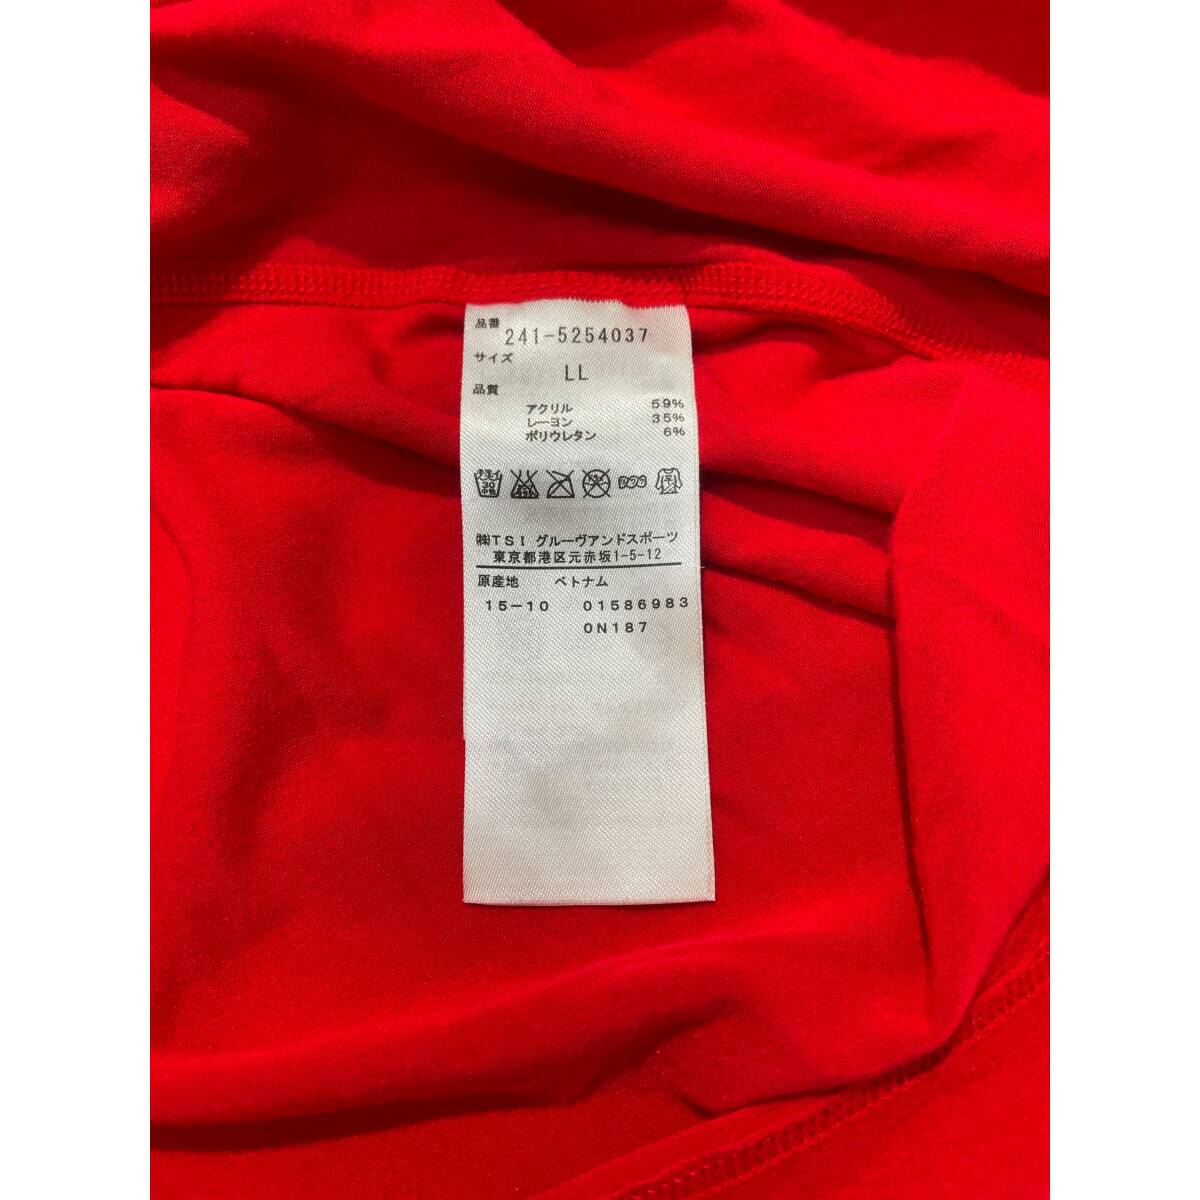 品番
241-5254037
サイズ
LL
品質
アクリル 59%
レーヨン 35%
ポリウレタン 6%
㈱TSI グルーヴアンドスポーツ
東京都港区元赤坂1-5-12
原産地 ベトナム
15-10 01586983
0N187